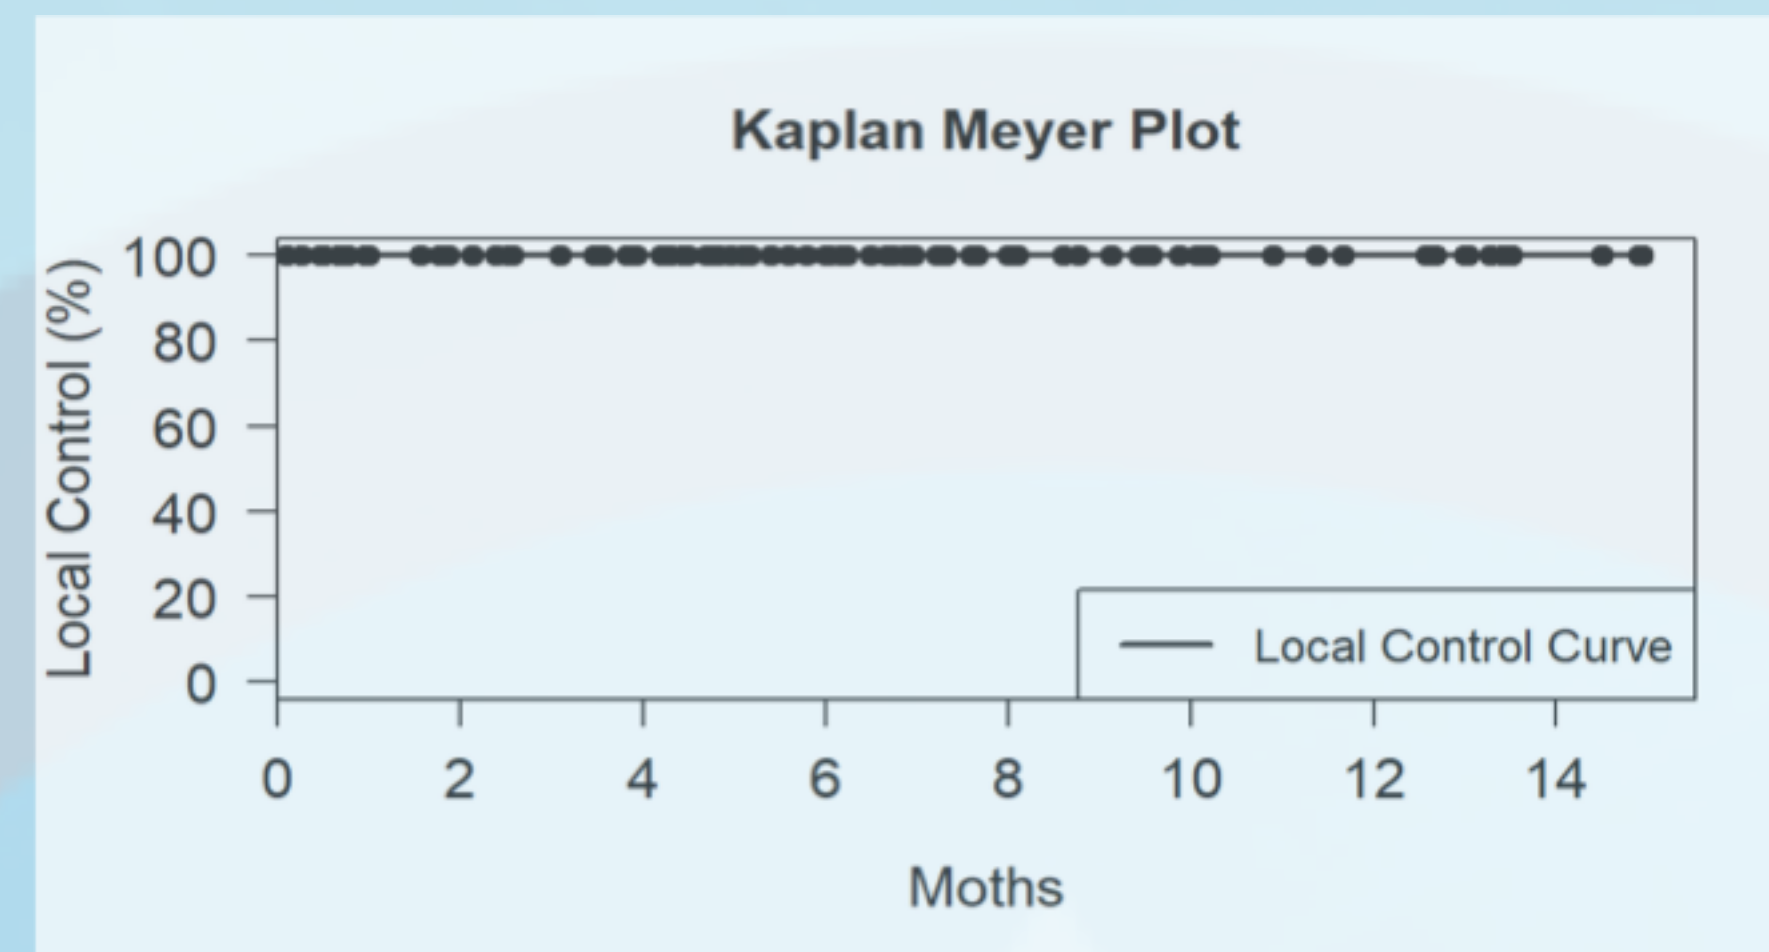 Kaplan Meyer Plot
Local Control (%)
100
80
60
40
20
0
Local Control Curve
0 2 4 6 8 10 12 14
Moths